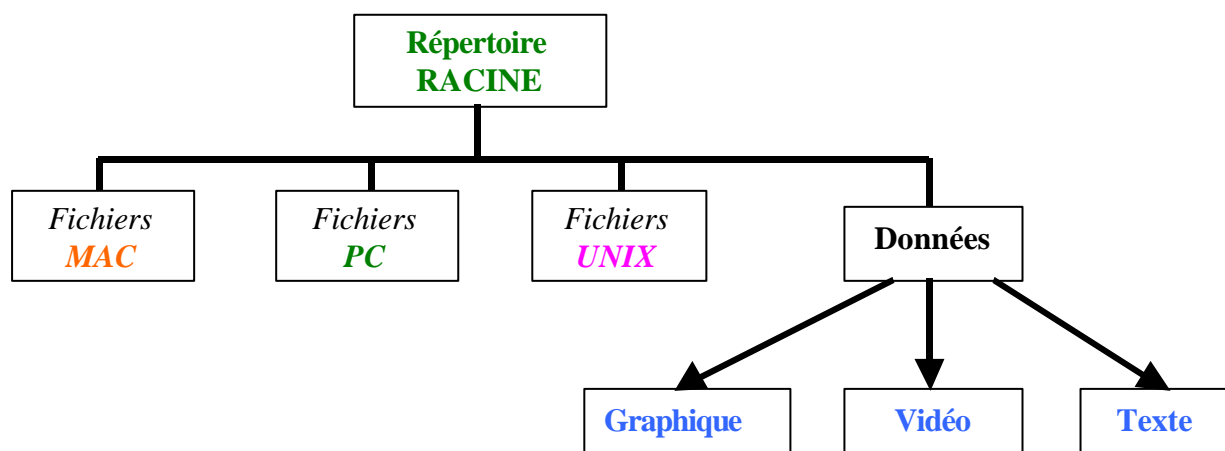 Répertoire
RACINE
Fichiers
MAC
Fichiers
PC
Fichiers
UNIX
Données
Graphique
Vidéo
Texte